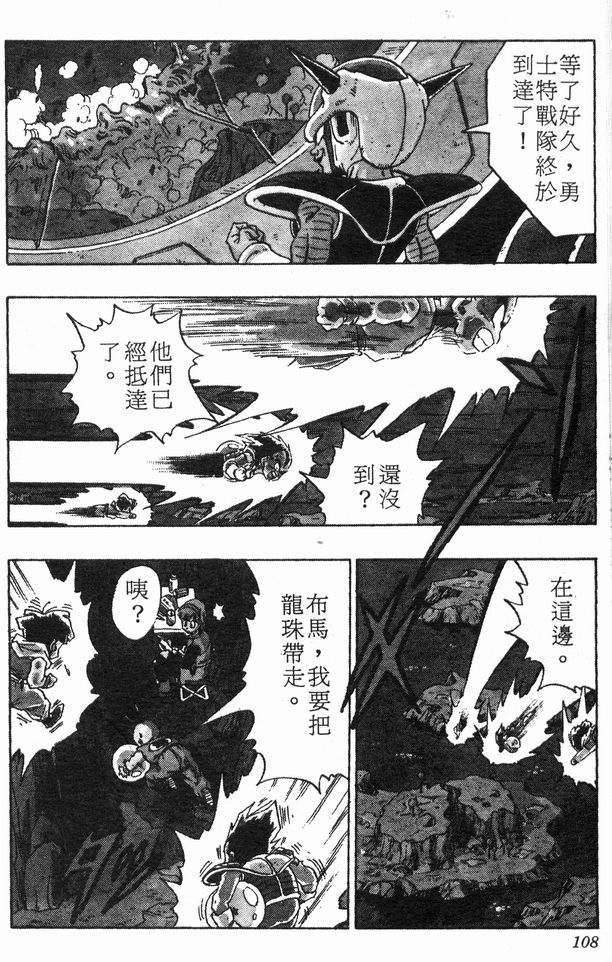 等了好久，勇
士特戰隊終於
到達了！
還沒
到？
他們已
經抵達
了。
在這邊。
布馬，我要把
龍珠帶走。
咦？
108